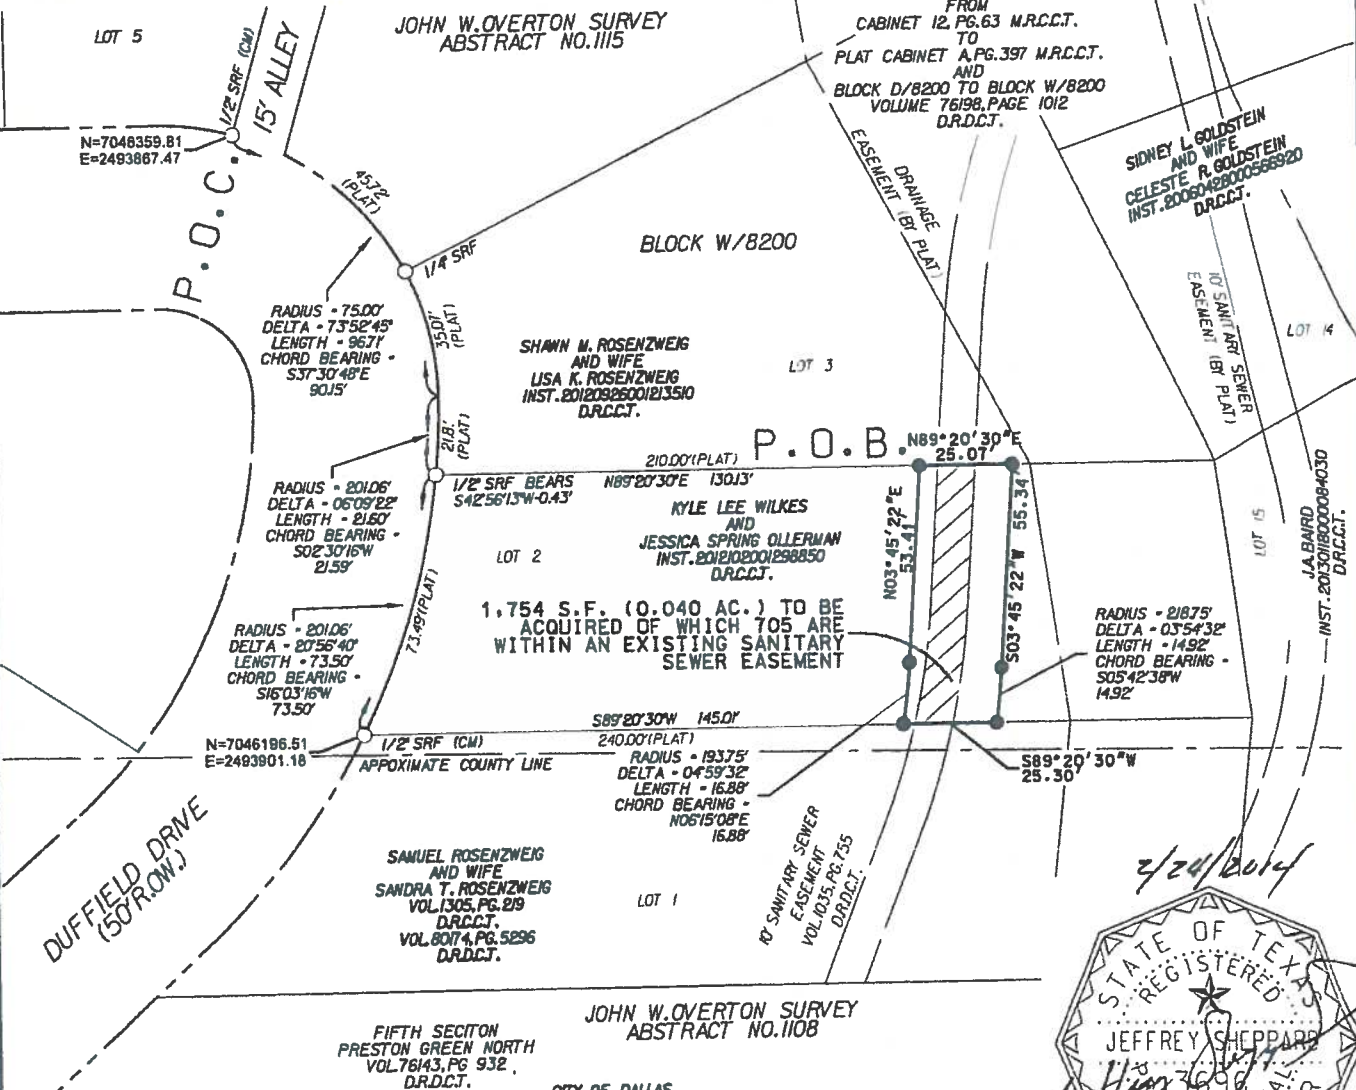 LOT 5
1/2" SRF (CM)
15' ALLEY
JOHN W. OVERTON SURVEY
ABSTRACT NO. 1115
FROM
CABINET 12, PG. 63 M.R.C.C.T.
TO
PLAT CABINET A, PG. 397 M.R.C.C.T.
AND
BLOCK D/8200 TO BLOCK W/8200
VOLUME 76198, PAGE 1012
D.R.D.C.T.
N=7046359.81
E=2493867.47
P.O.C.
45.72'
(PLAT)
DRAINAGE
EASEMENT (BY PLAT)
SIDNEY L. GOLDSTEIN
AND WIFE
CELESTE R. GOLDSTEIN
INST. 20060428000566920
D.R.C.C.T.
BLOCK W/8200
1/4" SRF
RADIUS = 75.00'
DELTA = 73°52'45"
LENGTH = 96.71'
CHORD BEARING =
S37°30'48"E
90.15'
35.07'
(PLAT)
SHAWN M. ROSENZWEIG
AND WIFE
LISA K. ROSENZWEIG
INST. 201209260001213510
D.R.C.C.T.
LOT 3
10' SANITARY SEWER
EASEMENT (BY PLAT)
LOT 14
21.8'
(PLAT)
P.O.B.
N89°20'30"E
25.07'
210.00'(PLAT)
1/2" SRF BEARS
S42°56'13"W-0.43'
N89°20'30"E 130.13'
RADIUS = 201.06'
DELTA = 06°09'22"
LENGTH = 21.60'
CHORD BEARING =
S02°30'16"W
21.59'
KYLE LEE WILKES
AND
JESSICA SPRING OLLERMAN
INST. 2012102001298850
D.R.C.C.T.
LOT 2
N03°45'22"E
53.41'
S03°45'22"W 55.34'
LOT 15
J.A. BAIRD
INST. 20130118000084030
D.R.C.C.T.
1,754 S.F. (0.040 AC.) TO BE
ACQUIRED OF WHICH 705 ARE
WITHIN AN EXISTING SANITARY
SEWER EASEMENT
73.49'(PLAT)
RADIUS = 201.06'
DELTA = 20°56'40"
LENGTH = 73.50'
CHORD BEARING =
S16°03'16"W
73.50'
RADIUS = 218.75'
DELTA = 03°54'32"
LENGTH = 14.92'
CHORD BEARING =
S05°42'38"W
14.92'
S89°20'30"W 145.01'
240.00'(PLAT)
N=7046196.51
E=2493901.18
1/2" SRF (CM)
APPOXIMATE COUNTY LINE
RADIUS = 193.75'
DELTA = 04°59'32"
LENGTH = 16.88'
CHORD BEARING =
N06°15'08"E
16.88'
S89°20'30"W
25.30'
DUFFIELD DRIVE
(50' R.O.W.)
SAMUEL ROSENZWEIG
AND WIFE
SANDRA T. ROSENZWEIG
VOL. 1305, PG. 219
D.R.C.C.T.
VOL. 80174, PG. 5296
D.R.D.C.T.
LOT 1
10' SANITARY SEWER
EASEMENT
VOL. 1035, PG. 755
D.R.D.C.T.
2/24/2014
STATE OF TEXAS
REGISTERED
JEFFREY SHEPPARD
3696
JOHN W. OVERTON SURVEY
ABSTRACT NO. 1108
FIFTH SECITON
PRESTON GREEN NORTH
VOL. 76143, PG 932,
D.R.D.C.T.
CITY OF DALLAS